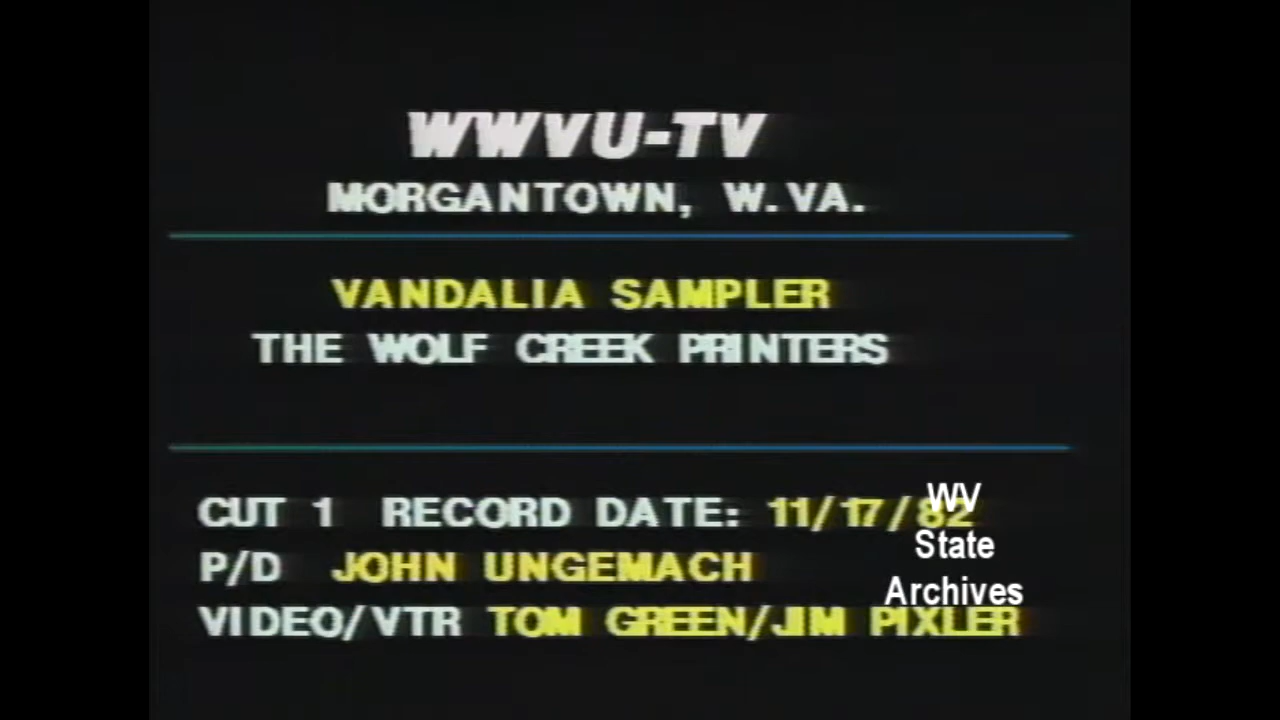 WWVU-TV
MORGANTOWN, W.VA.
VANDALIA SAMPLER
THE WOLF CREEK PRINTERS
CUT 1 RECORD DATE: 11/17/82
P/D JOHN UNGEMACH
VIDEO/VTR TOM GREEN/JIM PIXLER
WV
State
Archives